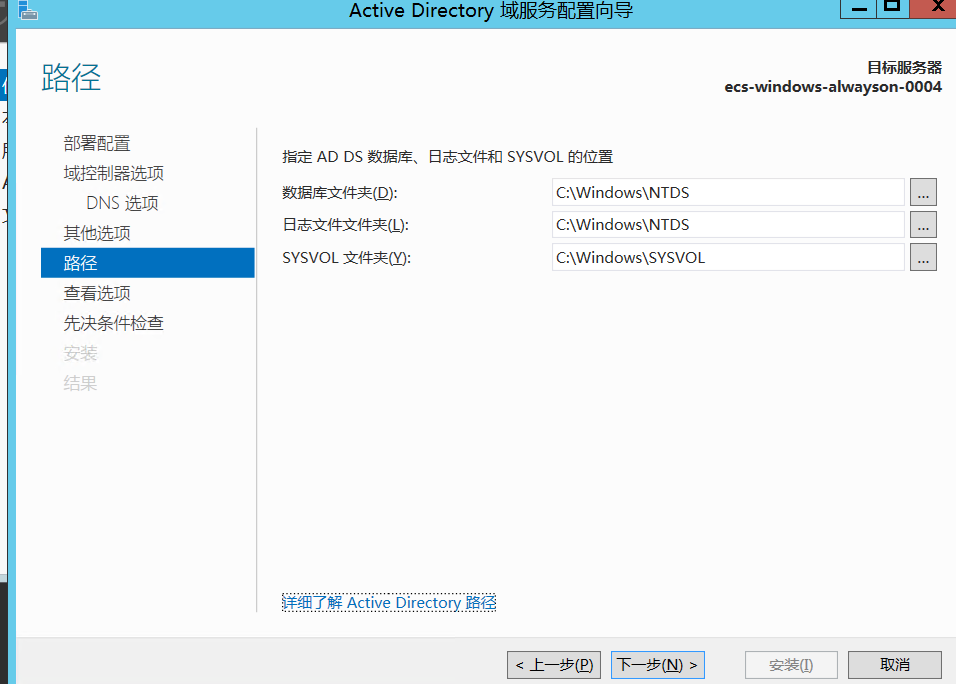 Active Directory 域服务配置向导
路径
目标服务器
ecs-windows-alwayson-0004
部署配置
域控制器选项
DNS 选项
其他选项
路径
查看选项
先决条件检查
安装
结果
指定 AD DS 数据库、日志文件和 SYSVOL 的位置
数据库文件夹(D): C:\Windows\NTDS ...
日志文件文件夹(L): C:\Windows\NTDS ...
SYSVOL 文件夹(Y): C:\Windows\SYSVOL ...
详细了解 Active Directory 路径
< 上一步(P) 下一步(N) > 安装(I) 取消